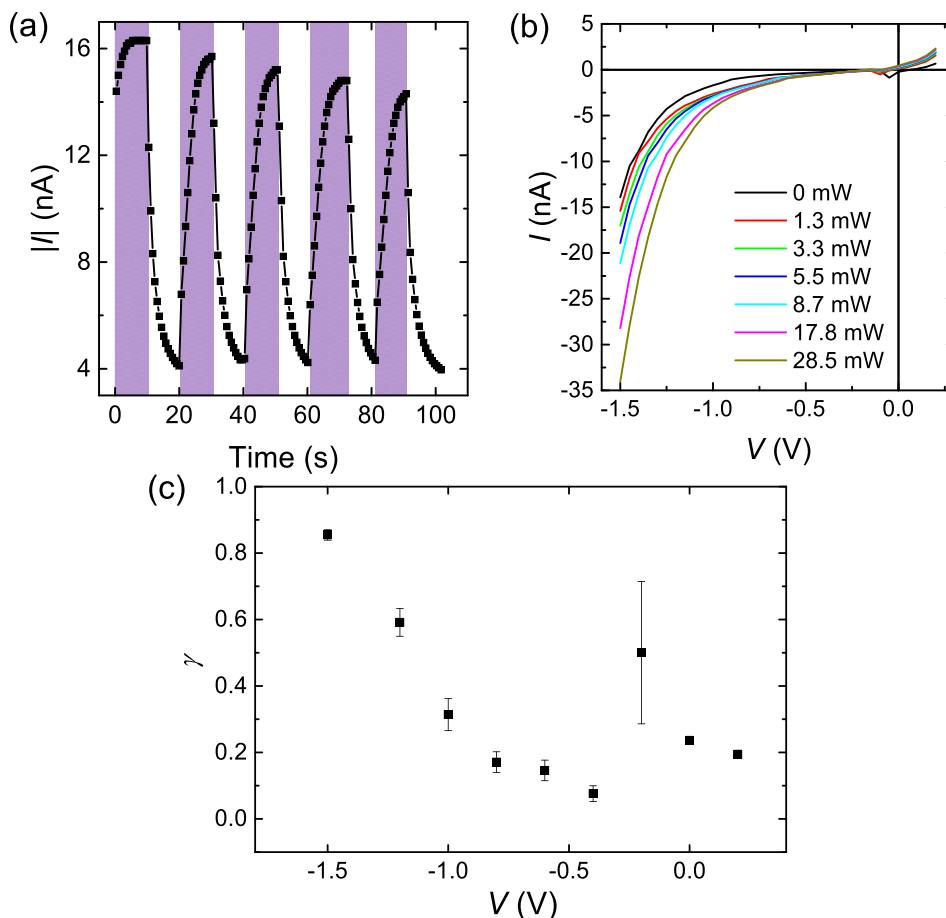 (a)
16
12
8
4
|I| (nA)
0 20 40 60 80 100
Time (s)
(b)
5
0
-5
-10
-15
-20
-25
-30
-35
I (nA)
0 mW
1.3 mW
3.3 mW
5.5 mW
8.7 mW
17.8 mW
28.5 mW
-1.5 -1.0 -0.5 0.0
V (V)
(c)
1.0
0.8
0.6
0.4
0.2
0.0
γ
-1.5 -1.0 -0.5 0.0
V (V)